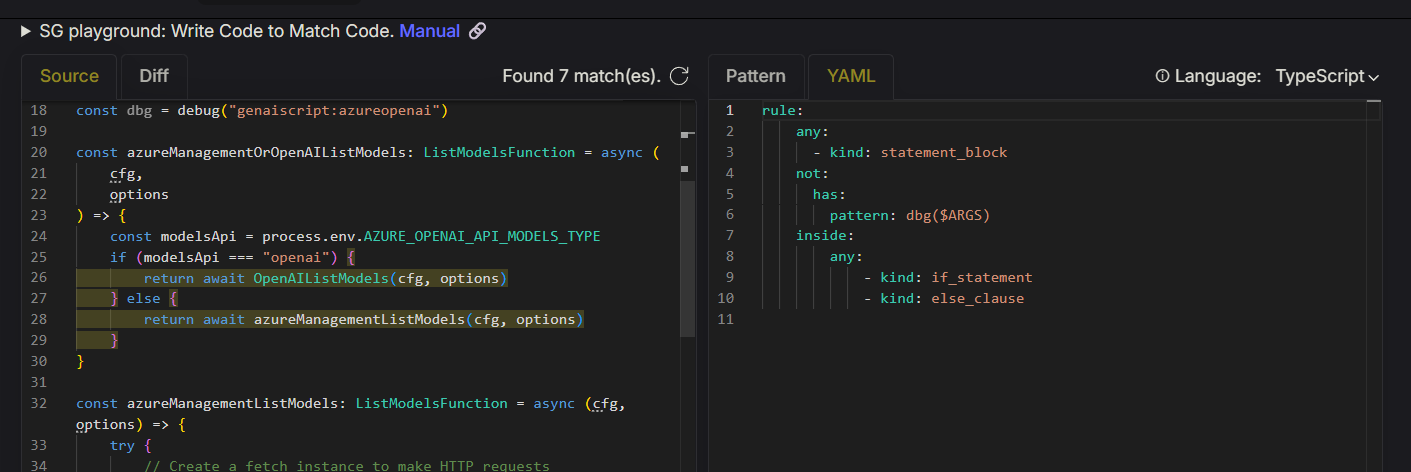 SG playground: Write Code to Match Code. Manual
Source Diff Found 7 match(es).
18 const dbg = debug("genaiscript:azureopenai")
19
20 const azureManagementOrOpenAIListModels: ListModelsFunction = async (
21 cfg,
22 options
23 ) => {
24 const modelsApi = process.env.AZURE_OPENAI_API_MODELS_TYPE
25 if (modelsApi === "openai") {
26 return await OpenAIListModels(cfg, options)
27 } else {
28 return await azureManagementListModels(cfg, options)
29 }
30 }
31
32 const azureManagementListModels: ListModelsFunction = async (cfg,
options) => {
33 try {
34 // Create a fetch instance to make HTTP requests
Pattern YAML Language: TypeScript
1 rule:
2 any:
3 - kind: statement_block
4 not:
5 has:
6 pattern: dbg($ARGS)
7 inside:
8 any:
9 - kind: if_statement
10 - kind: else_clause
11